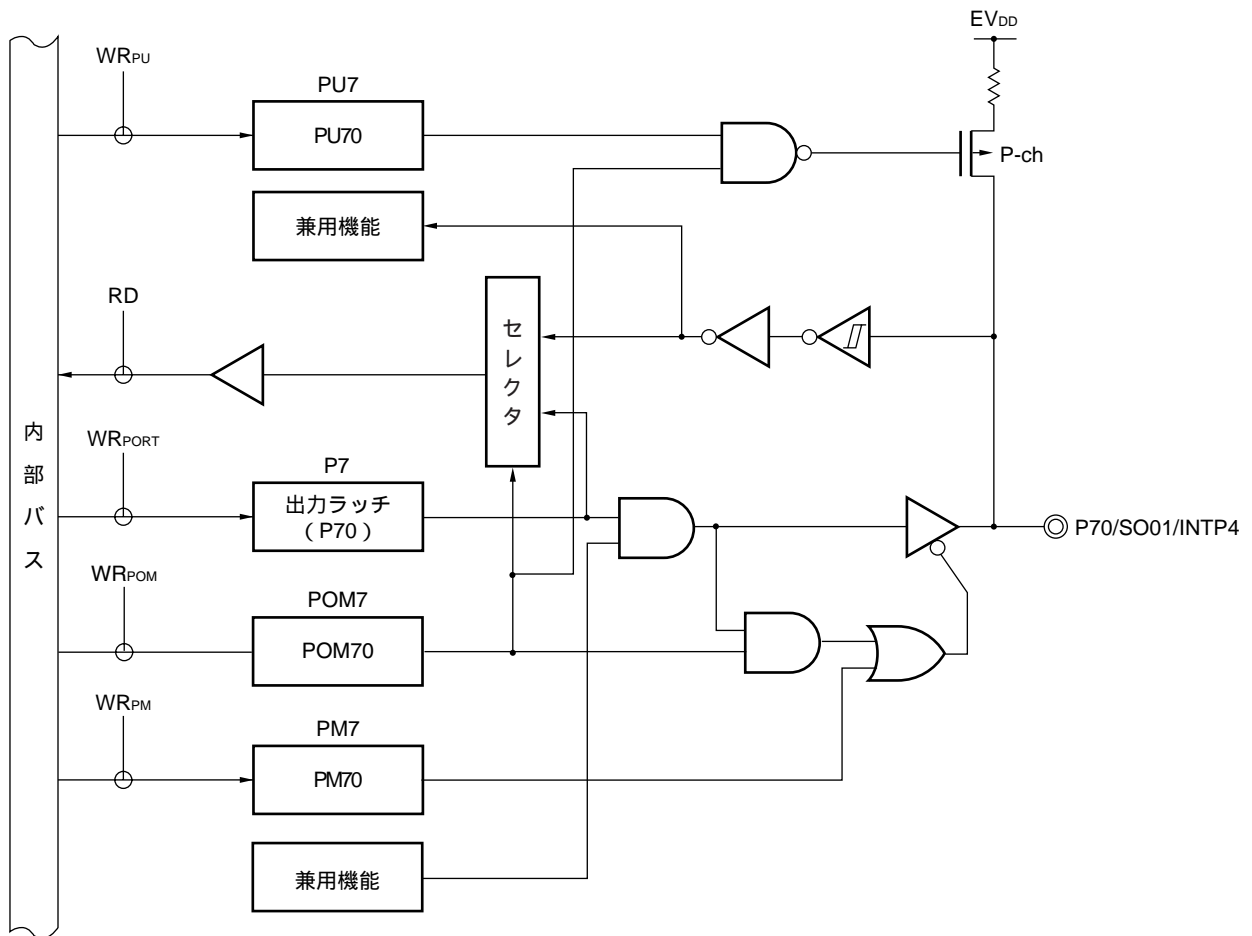 EVDD
WRPU
PU7
PU70
P-ch
兼用機能
RD
セレクタ
内部バス
WRPORT
P7
出力ラッチ
(P70)
P70/SO01/INTP4
WRPOM
POM7
POM70
WRPM
PM7
PM70
兼用機能